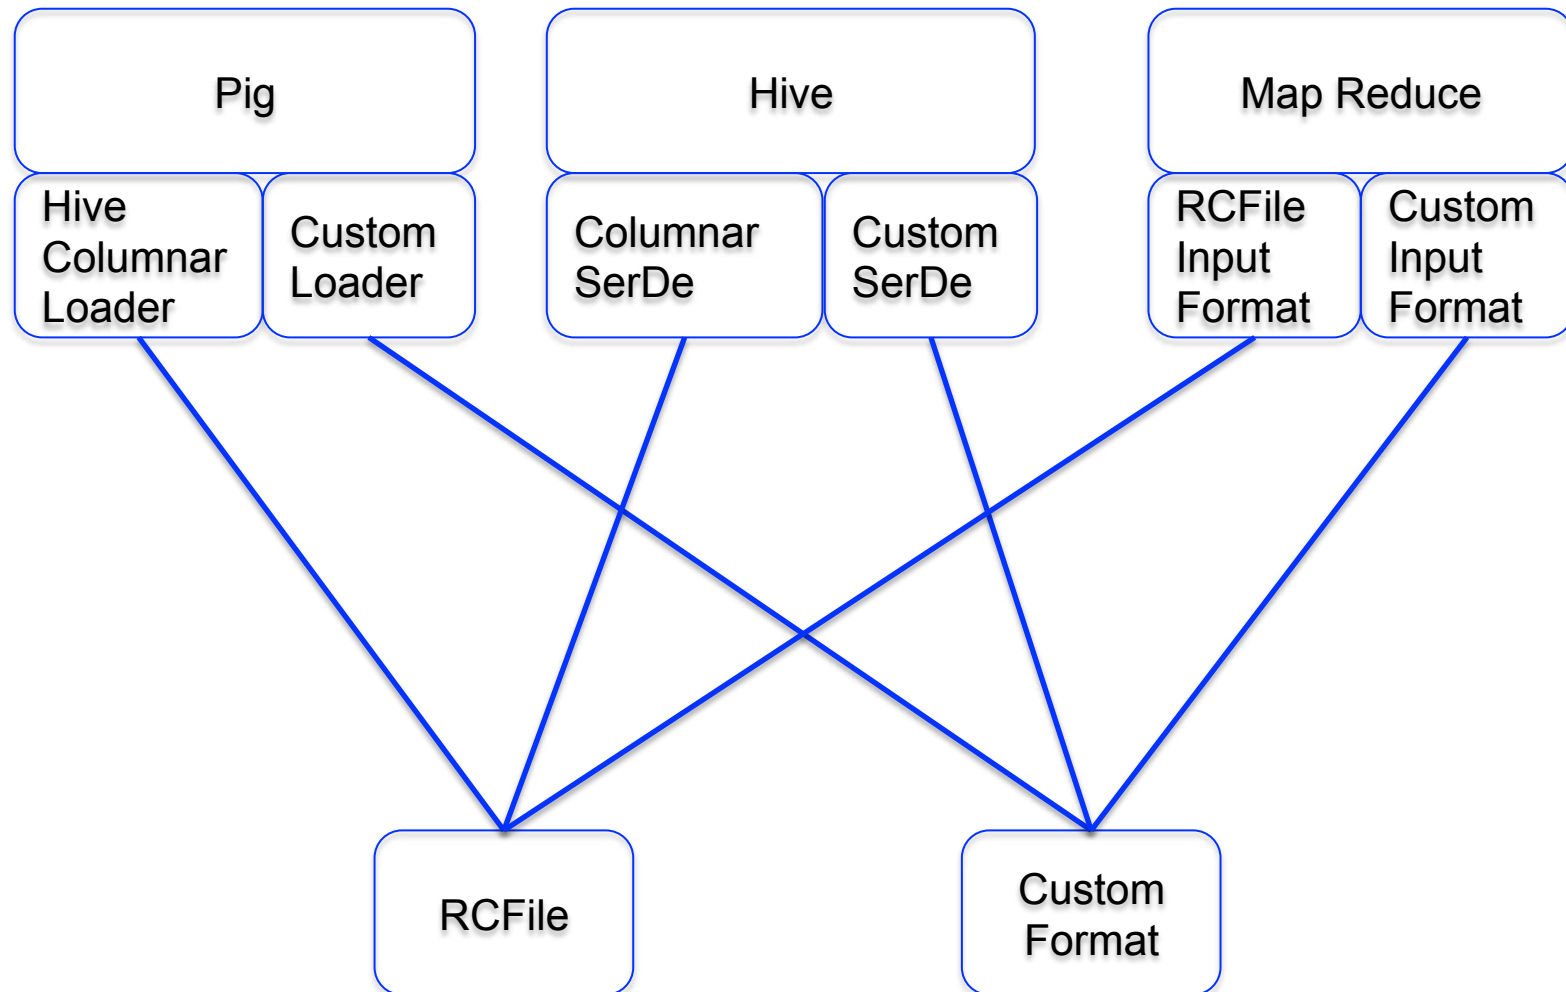 Pig
Hive
Map Reduce
Hive
Columnar
Loader
Custom
Loader
Columnar
SerDe
Custom
SerDe
RCFile
Input
Format
Custom
Input
Format
RCFile
Custom
Format